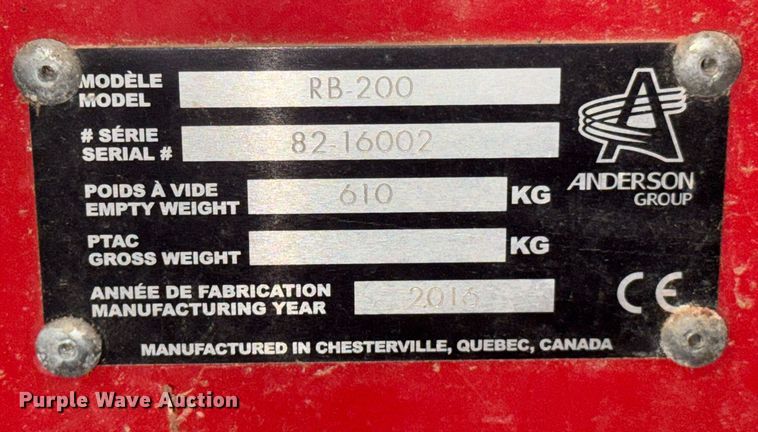 MODÈLE
MODEL
RB-200
# SÉRIE
SERIAL #
82-16002
POIDS À VIDE
EMPTY WEIGHT
610
KG
PTAC
GROSS WEIGHT
KG
ANNÉE DE FABRICATION
MANUFACTURING YEAR
2016
ANDERSON
GROUP
CE
MANUFACTURED IN CHESTERVILLE, QUEBEC, CANADA
Purple Wave Auction